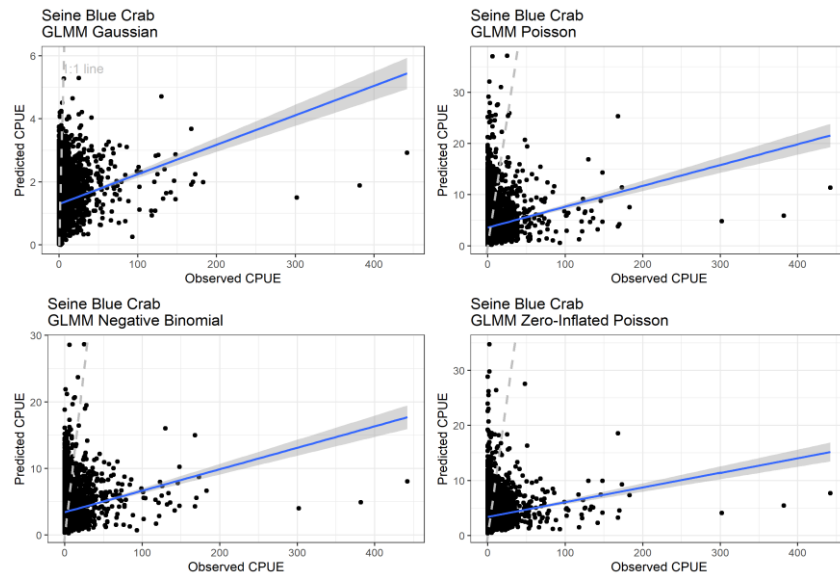 Seine Blue Crab
GLMM Gaussian
6
4
2
0
1:1 line
0
100
200
300
400
Observed CPUE
Predicted CPUE
Seine Blue Crab
GLMM Poisson
30
20
10
0
0
100
200
300
400
Observed CPUE
Predicted CPUE
Seine Blue Crab
GLMM Negative Binomial
30
20
10
0
0
100
200
300
400
Observed CPUE
Predicted CPUE
Seine Blue Crab
GLMM Zero-Inflated Poisson
30
20
10
0
0
100
200
300
400
Observed CPUE
Predicted CPUE